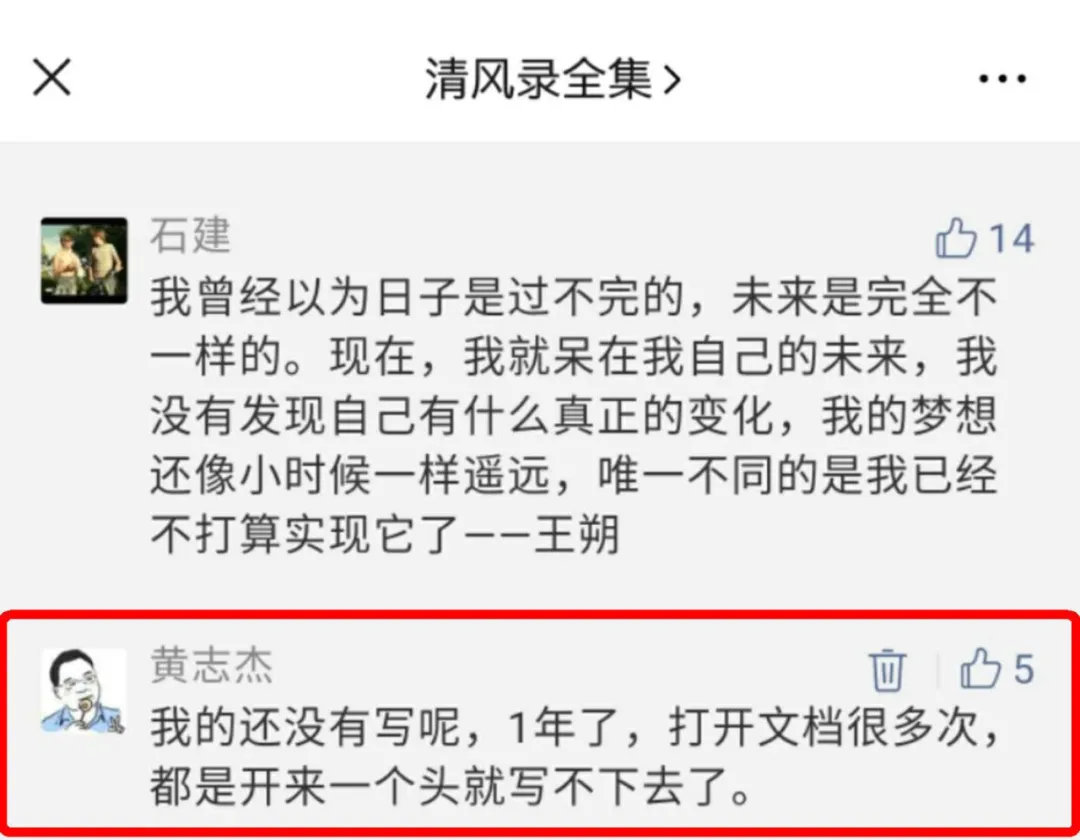 清风录全集
石建
14
我曾经以为日子是过不完的，未来是完全不
一样的。现在，我就呆在我自己的未来，我
没有发现自己有什么真正的变化，我的梦想
还像小时候一样遥远，唯一不同的是我已经
不打算实现它了——王朔
黄志杰
5
我的还没有写呢，1年了，打开文档很多次，
都是开来一个头就写不下去了。